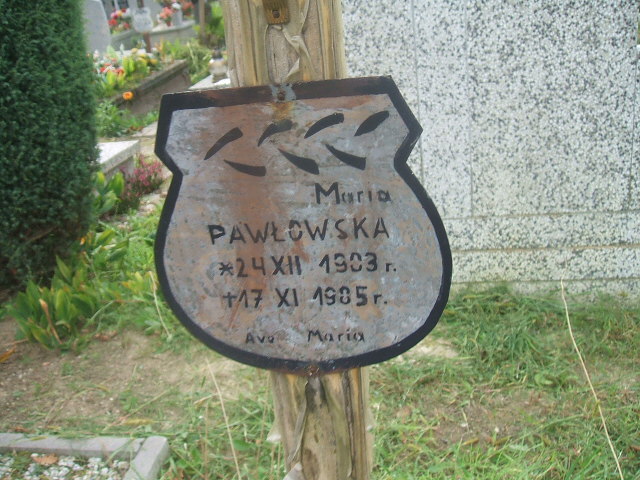 Maria
PAWŁOWSKA
*24 XII 1903 r.
+17 XI 1985 r.
Ave Maria